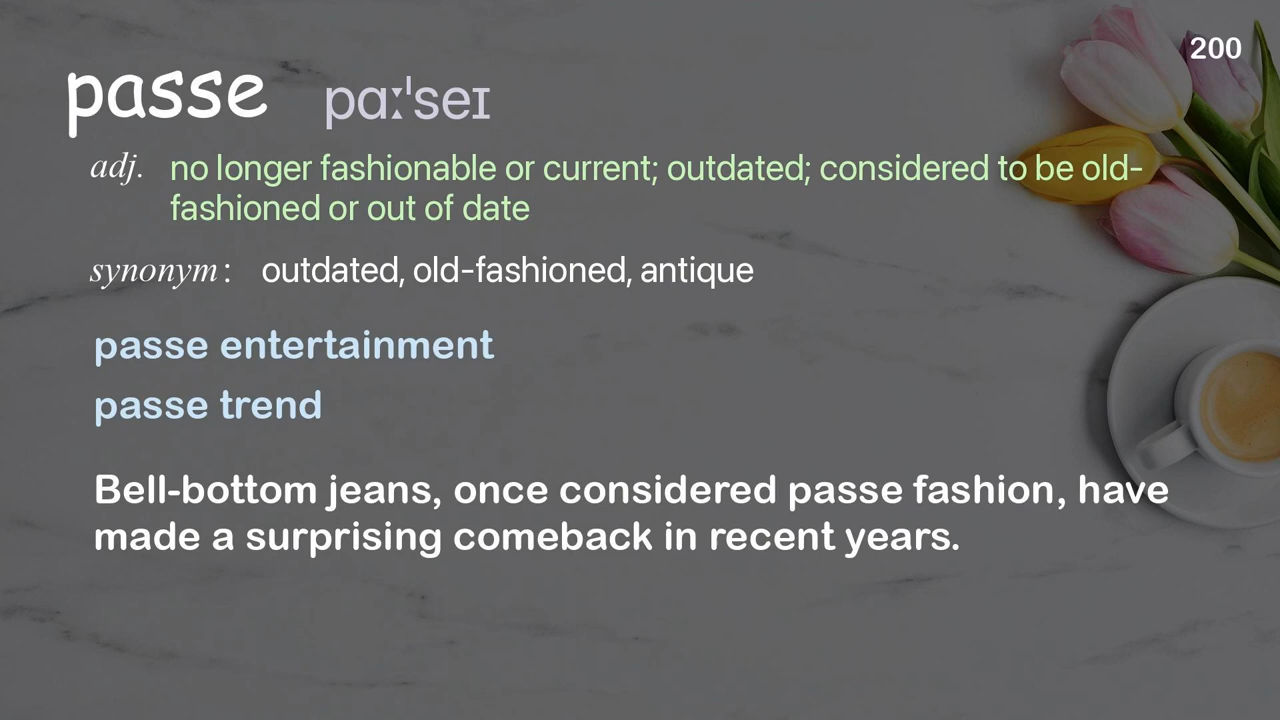 200
passe pɑːˈseɪ
adj. no longer fashionable or current; outdated; considered to be old-
fashioned or out of date
synonym: outdated, old-fashioned, antique
passe entertainment
passe trend
Bell-bottom jeans, once considered passe fashion, have
made a surprising comeback in recent years.